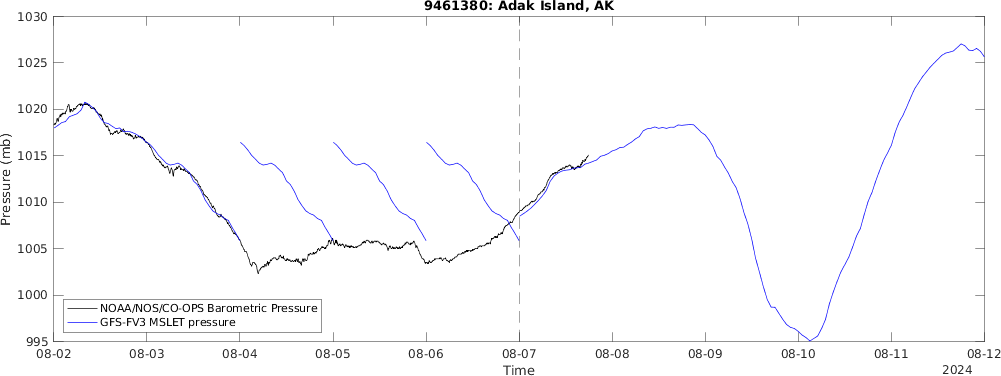 9461380: Adak Island, AK
Pressure (mb)
1030
1025
1020
1015
1010
1005
1000
995
NOAA/NOS/CO-OPS Barometric Pressure
GFS-FV3 MSLET pressure
08-02 08-03 08-04 08-05 08-06 08-07 08-08 08-09 08-10 08-11 08-12
Time
2024